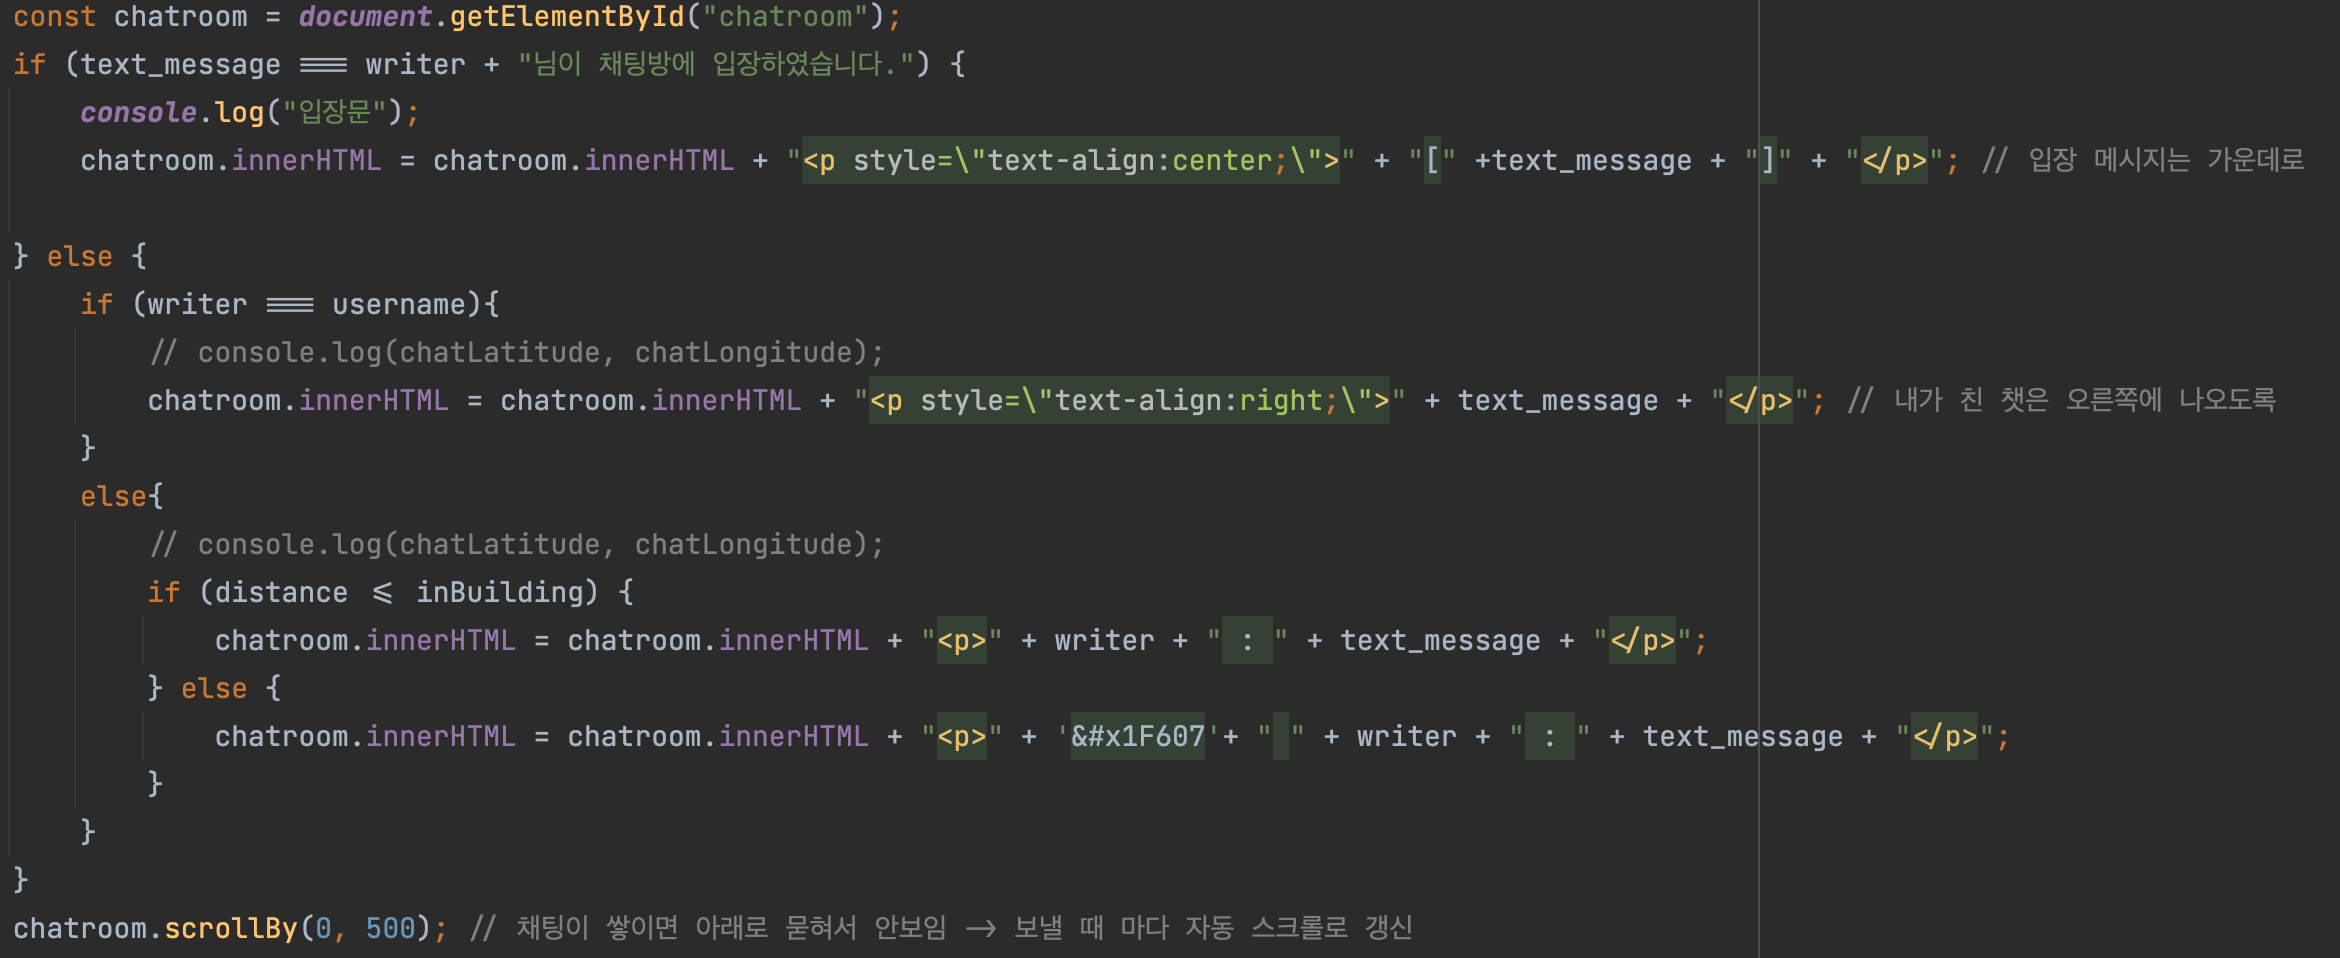 const chatroom = document.getElementById("chatroom");
if (text_message === writer + "님이 채팅방에 입장하였습니다.") {
    console.log("입장문");
    chatroom.innerHTML = chatroom.innerHTML + "<p style=\"text-align:center;\">" + "[" +text_message + "]" + "</p>"; // 입장 메시지는 가운데로
} else {
    if (writer === username){
        // console.log(chatLatitude, chatLongitude);
        chatroom.innerHTML = chatroom.innerHTML + "<p style=\"text-align:right;\">" + text_message + "</p>"; // 내가 친 챗은 오른쪽에 나오도록
    }
    else{
        // console.log(chatLatitude, chatLongitude);
        if (distance <= inBuilding) {
            chatroom.innerHTML = chatroom.innerHTML + "<p>" + writer + " : " + text_message + "</p>";
        } else {
            chatroom.innerHTML = chatroom.innerHTML + "<p>" + '&#x1F607'+ " " + writer + " : " + text_message + "</p>";
        }
    }
}
chatroom.scrollBy(0, 500); // 채팅이 쌓이면 아래로 묻혀서 안보임 -> 보낼 때 마다 자동 스크롤로 갱신